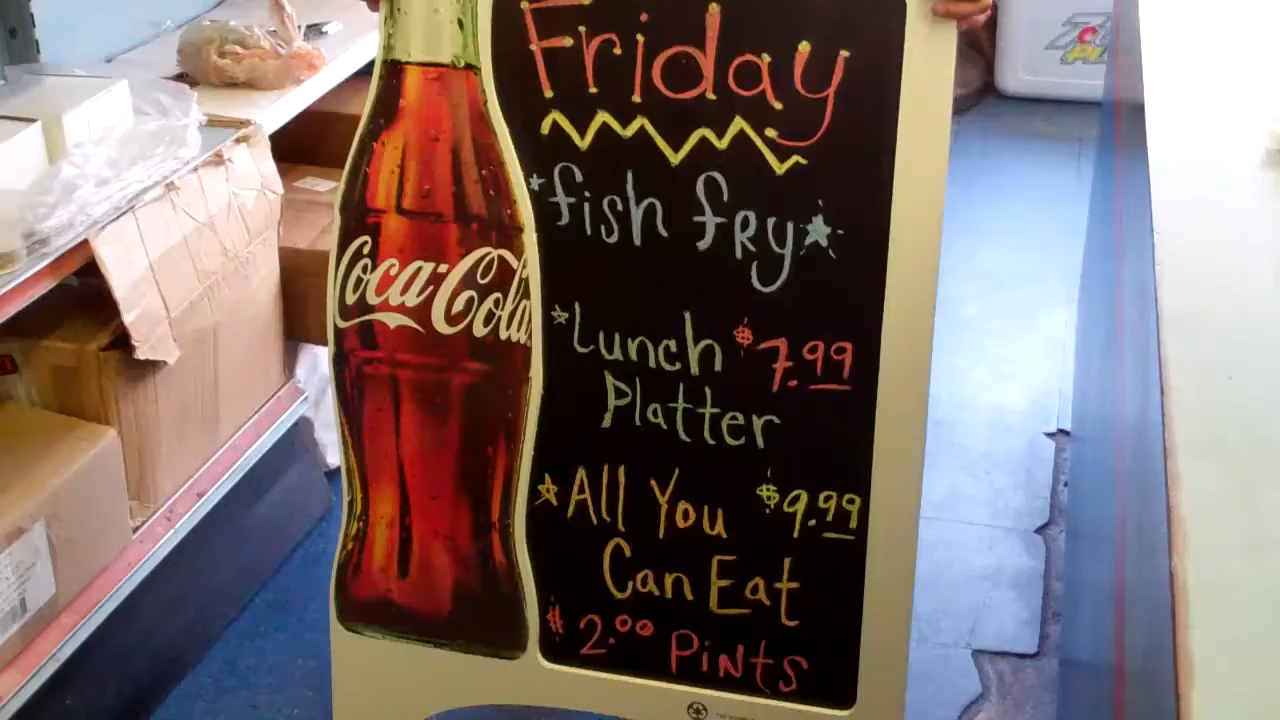 Friday
fish fRy
Coca-Cola
Lunch $7.99
Platter
All You $9.99
Can Eat
$2.00 PiNts